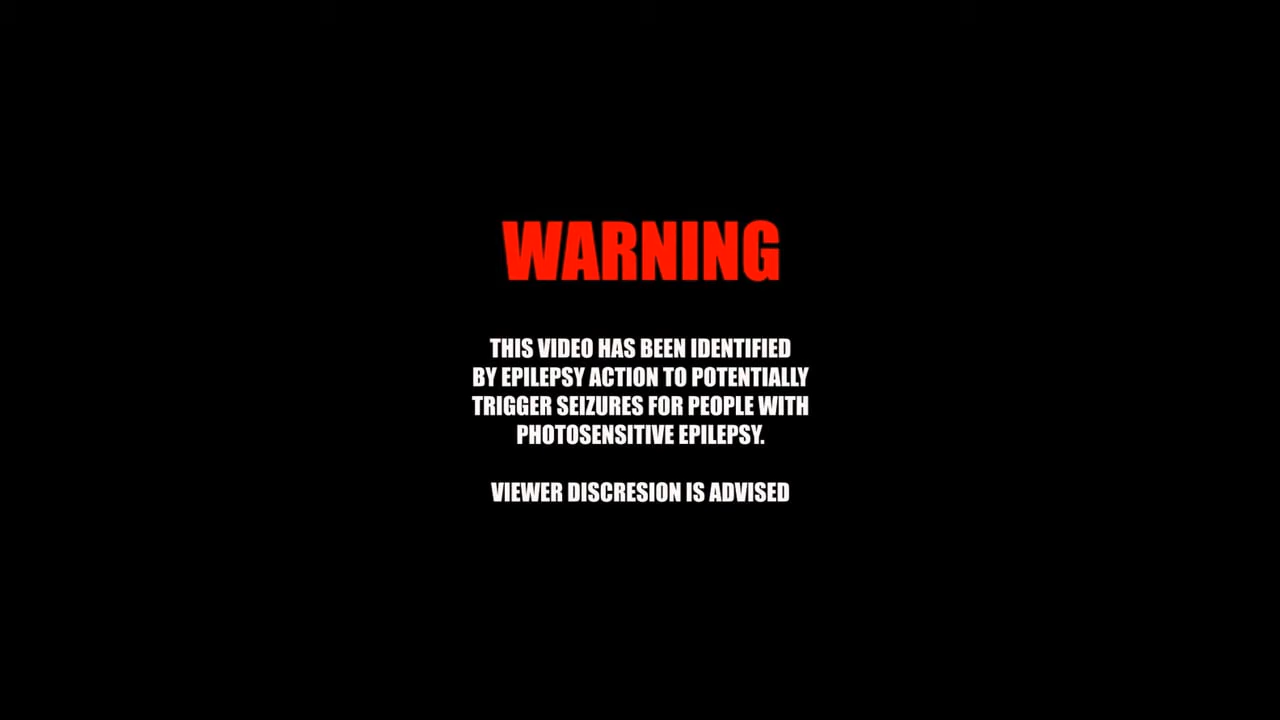 WARNING
THIS VIDEO HAS BEEN IDENTIFIED
BY EPILEPSY ACTION TO POTENTIALLY
TRIGGER SEIZURES FOR PEOPLE WITH
PHOTOSENSITIVE EPILEPSY.
VIEWER DISCRESION IS ADVISED